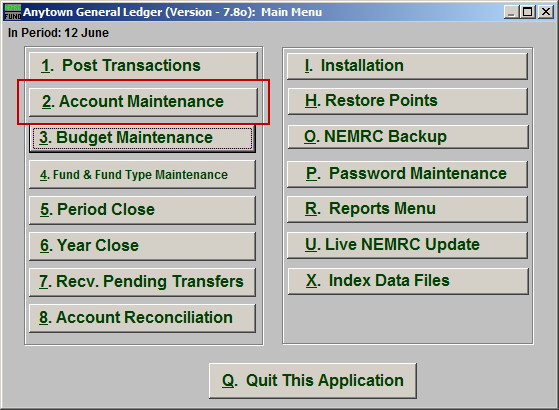 FUND
Anytown General Ledger (Version - 7.8o): Main Menu
In Period: 12 June
1. Post Transactions
2. Account Maintenance
3. Budget Maintenance
4. Fund & Fund Type Maintenance
5. Period Close
6. Year Close
7. Recv. Pending Transfers
8. Account Reconciliation
I. Installation
H. Restore Points
O. NEMRC Backup
P. Password Maintenance
R. Reports Menu
U. Live NEMRC Update
X. Index Data Files
Q. Quit This Application